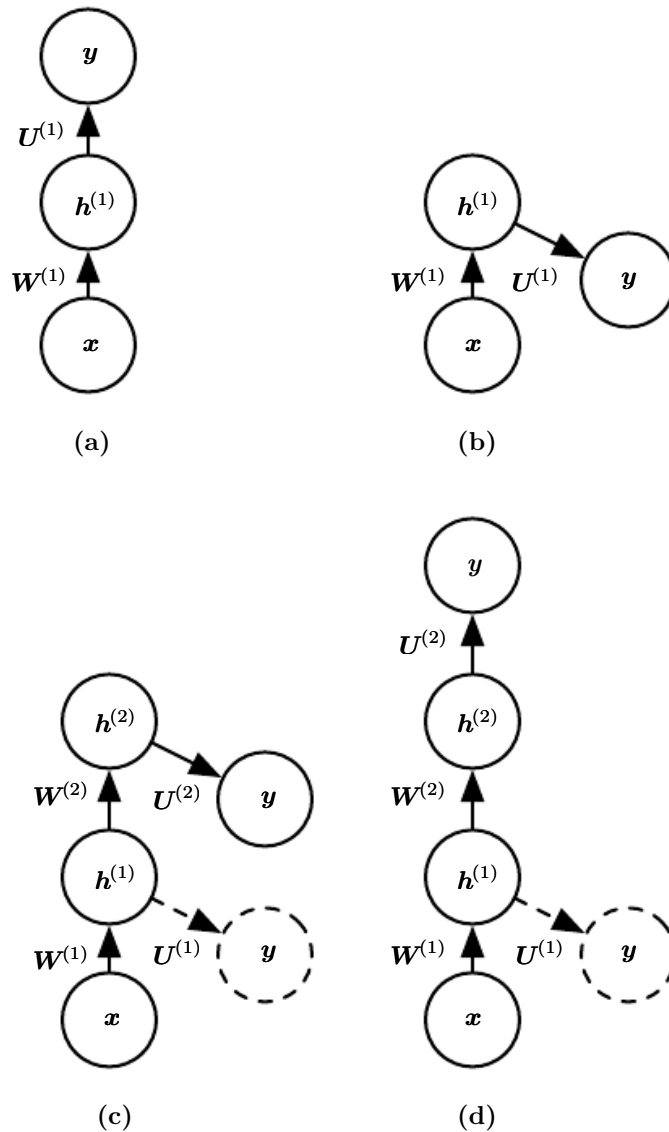 y
U(1)
h(1)
h(1)
W(1)
W(1)
U(1)
y
x
x
(a)
(b)
y
U(2)
h(2)
h(2)
W(2)
U(2)
y
W(2)
h(1)
h(1)
W(1)
U(1)
y
W(1)
U(1)
y
x
x
(c)
(d)